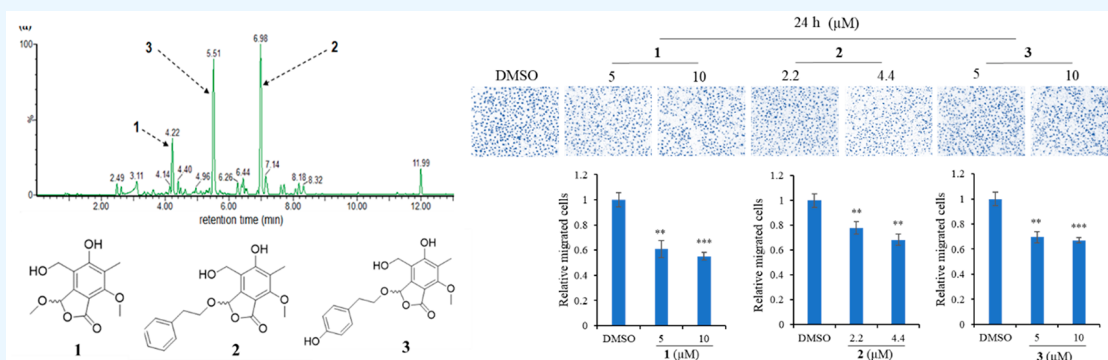 100
%
0
2.49
3.11
4.14
4.22
4.40
4.96
5.51
6.26
6.44
6.98
7.14
8.18
8.32
11.99
1
3
2
2.00 4.00 6.00 8.00 10.00 12.00
retention time (min)
OH
HO
O
O
O
O
1
OH
HO
O
O
O
O
2
OH
HO
O
O
O
O
HO
3
24 h (μM)
1 2 3
DMSO 5 10 2.2 4.4 5 10
Relative migrated cells
1.2
1
0.8
0.6
0.4
0.2
0
**
***
DMSO 5 10
1 (μM)
Relative migrated cells
1.2
1
0.8
0.6
0.4
0.2
0
**
**
DMSO 2.2 4.4
2 (μM)
Relative migrated cells
1.2
1
0.8
0.6
0.4
0.2
0
**
***
DMSO 5 10
3 (μM)